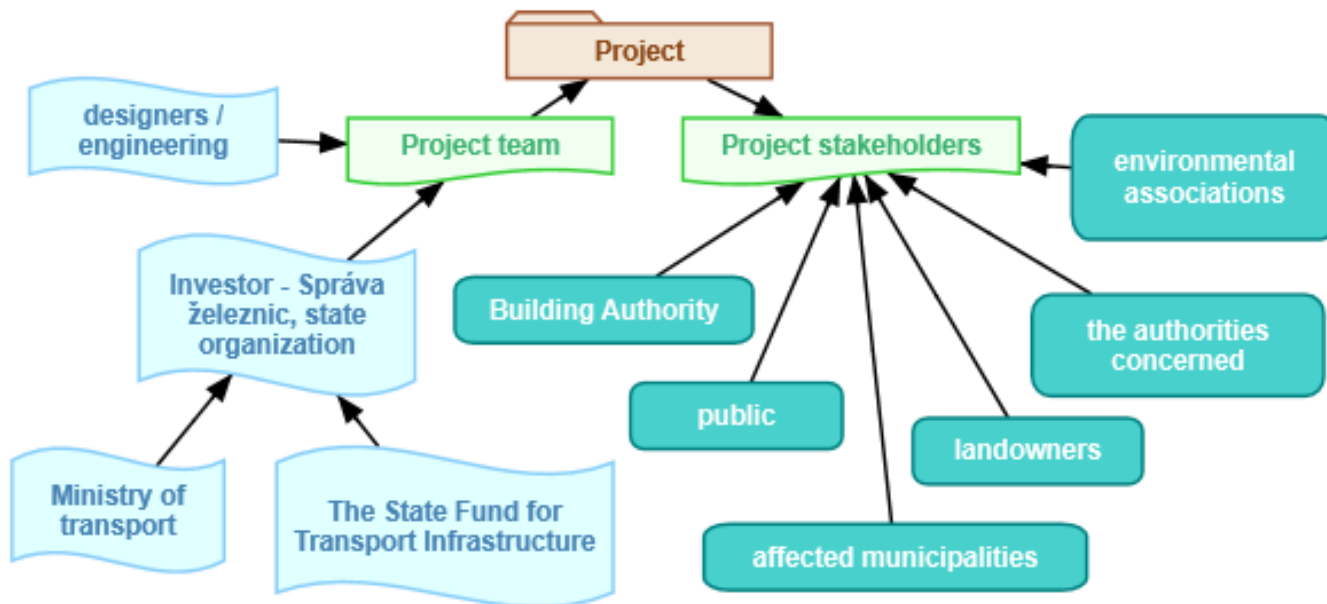 Project
designers /
engineering
Project team
Project stakeholders
environmental
associations
Investor - Správa
železnic, state
organization
Building Authority
the authorities
concerned
public
landowners
Ministry of
transport
The State Fund for
Transport Infrastructure
affected municipalities